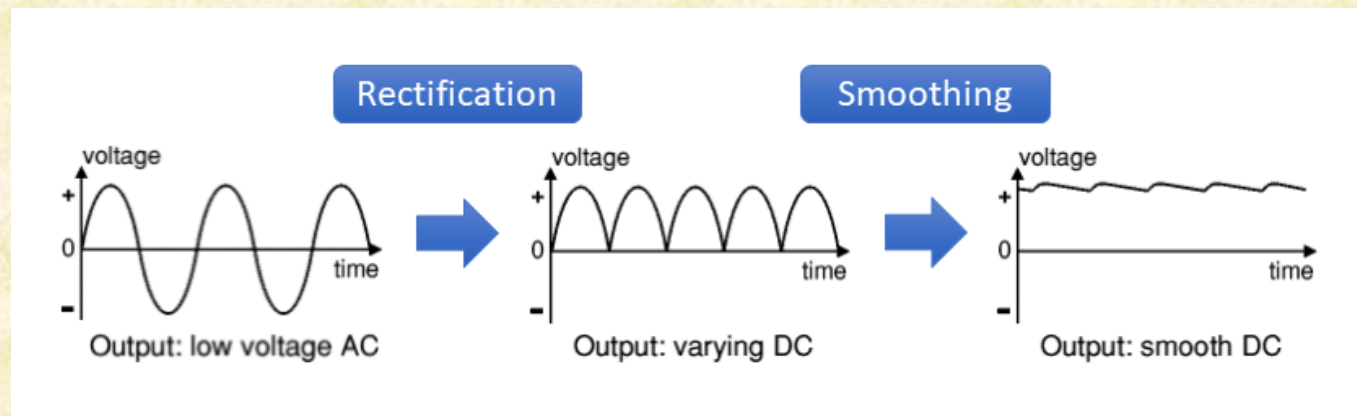 Rectification
Smoothing
voltage
+
0
-
time
Output: low voltage AC
voltage
+
0
-
time
Output: varying DC
voltage
+
0
-
time
Output: smooth DC